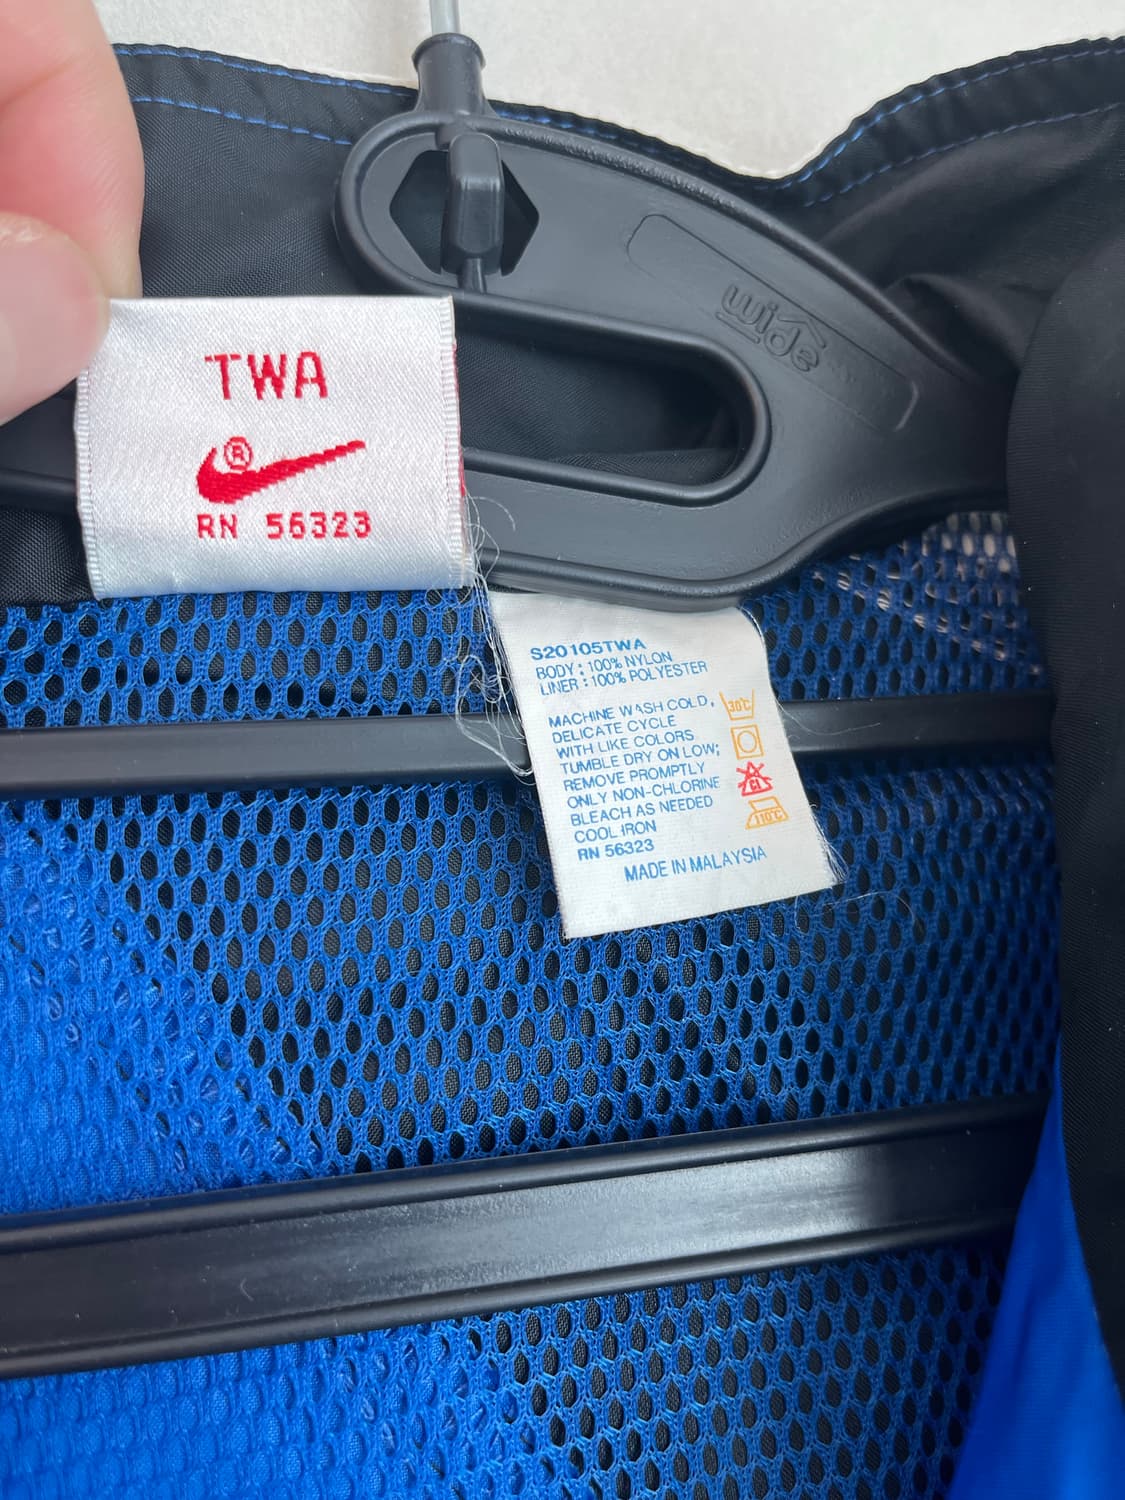 wide
TWA
®
RN 56323
S20105TWA
BODY : 100% NYLON
LINER : 100% POLYESTER
MACHINE WASH COLD,
DELICATE CYCLE
WITH LIKE COLORS
TUMBLE DRY ON LOW;
REMOVE PROMPTLY
ONLY NON-CHLORINE
BLEACH AS NEEDED
COOL IRON
RN 56323
MADE IN MALAYSIA
30°C
Cl
110°C